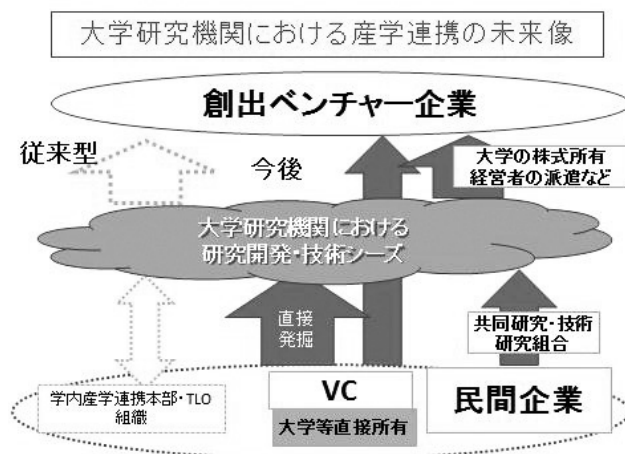 大学研究機関における産学連携の未来像
創出ベンチャー企業
従来型
今後
大学の株式所有
経営者の派遣など
大学研究機関における
研究開発・技術シーズ
直接
発掘
共同研究・技術
研究組合
学内産学連携本部・TLO
組織
VC
大学等直接所有
民間企業